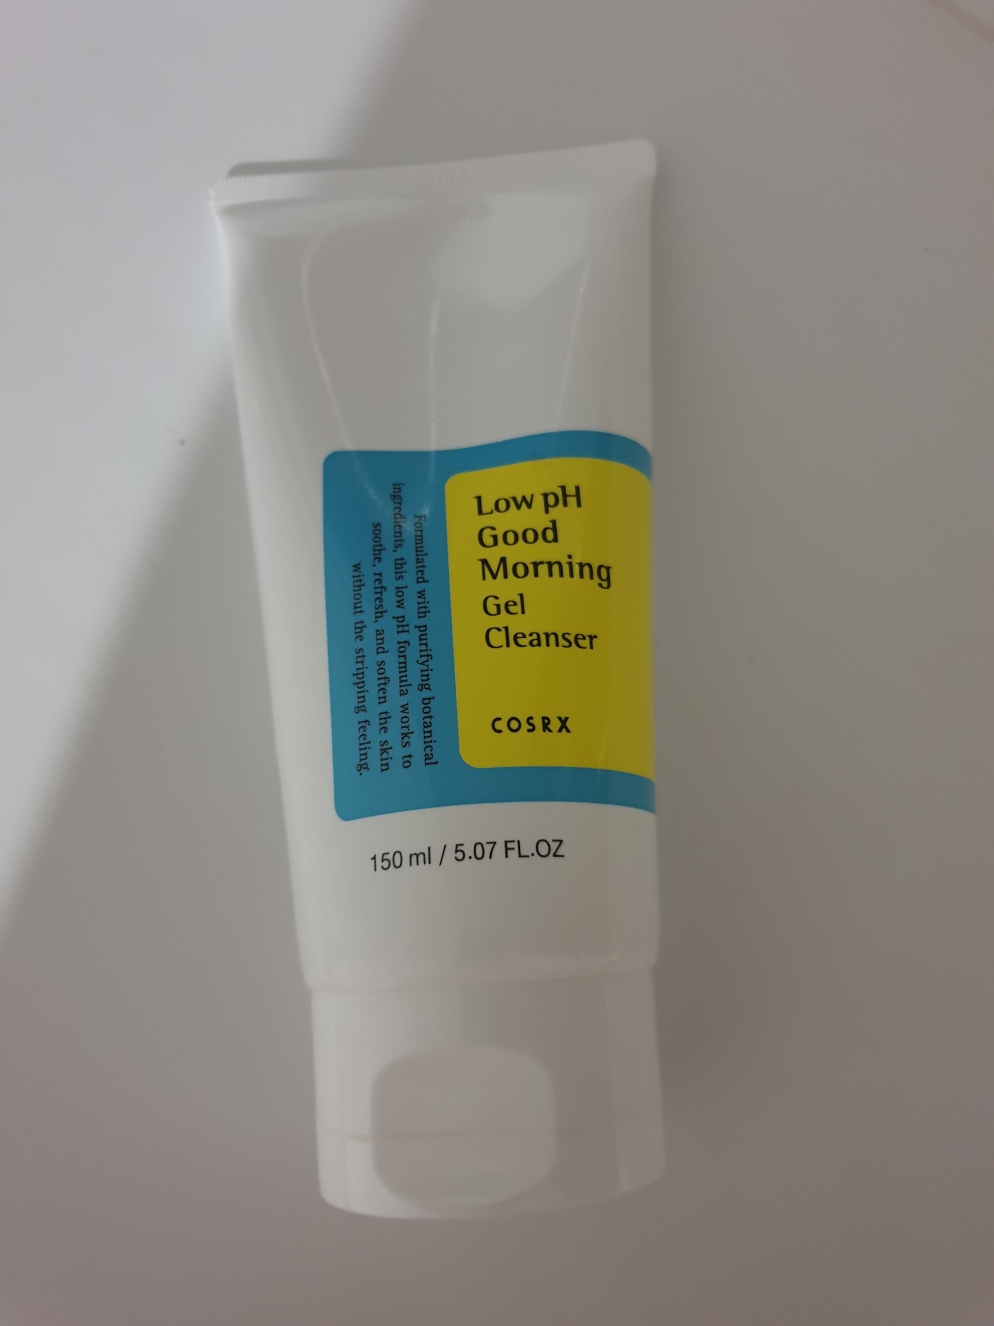 Low pH
Good
Morning
Gel
Cleanser
COSRX
Formulated with purifying botanical
ingredients, this low pH formula works to
soothe, refresh, and soften the skin
without the stripping feeling.
150 ml / 5.07 FL.OZ